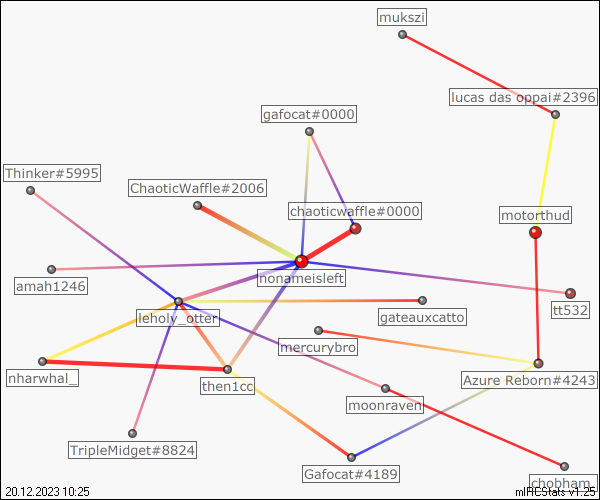 mukszi
lucas das oppai#2396
gafocat#0000
Thinker#5995
ChaoticWaffle#2006
chaoticwaffle#0000
motorthud
nonameisleft
amah1246
tt532
leholy_otter
gateauxcatto
mercurybro
nharwhal_
then1cc
Azure Reborn#4243
moonraven
TripleMidget#8824
Gafocat#4189
chobham_
20.12.2023 10:25
mIRCStats v1.25